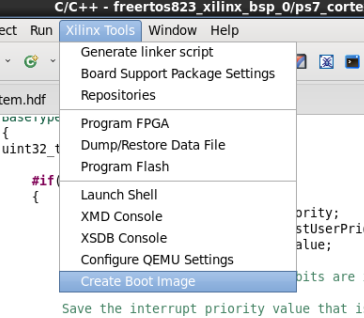 C/C++ - freertos823_xilinx_bsp_0/ps7_corte
ect Run Xilinx Tools Window Help
Generate linker script
Board Support Package Settings
tem.hdf Repositories
BaseType
{ Program FPGA
uint32_t Dump/Restore Data File
#if( Program Flash
{ Launch Shell
XMD Console ority;
XSDB Console stUserPri
Configure QEMU Settings alue;
Create Boot Image bits are
Save the interrupt priority value that i